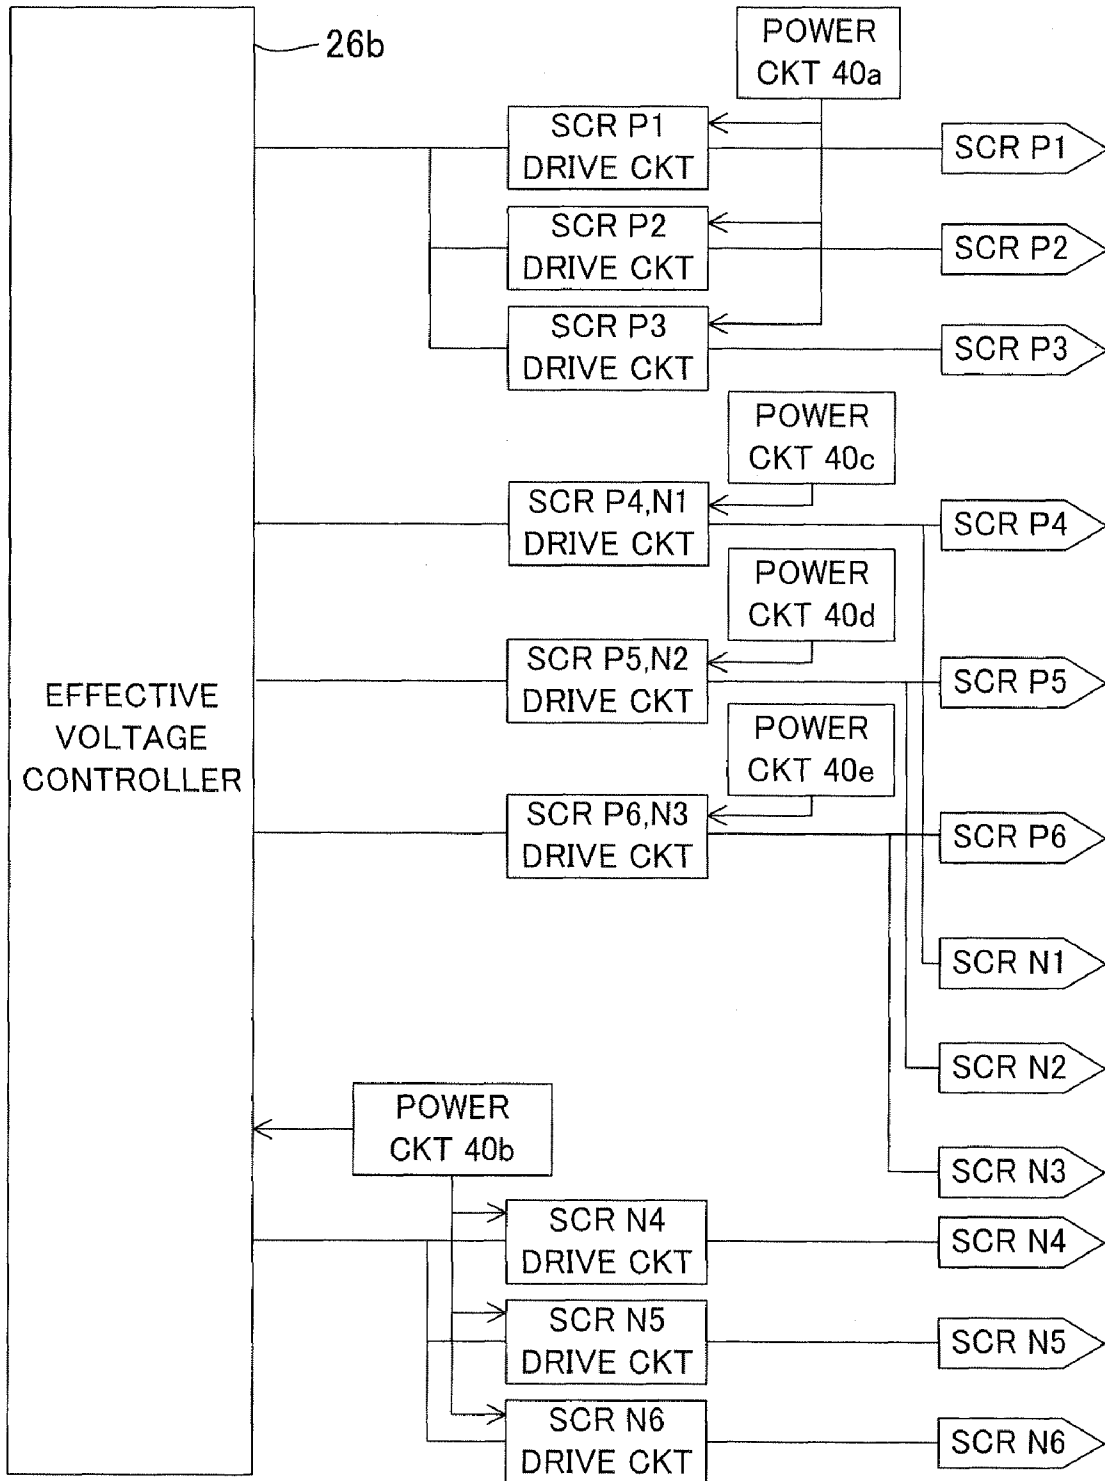 26b
POWER
CKT 40a
SCR P1
DRIVE CKT
SCR P1
SCR P2
DRIVE CKT
SCR P2
SCR P3
DRIVE CKT
SCR P3
POWER
CKT 40c
SCR P4,N1
DRIVE CKT
SCR P4
POWER
CKT 40d
SCR P5,N2
DRIVE CKT
SCR P5
EFFECTIVE
VOLTAGE
CONTROLLER
POWER
CKT 40e
SCR P6,N3
DRIVE CKT
SCR P6
SCR N1
SCR N2
POWER
CKT 40b
SCR N3
SCR N4
DRIVE CKT
SCR N4
SCR N5
DRIVE CKT
SCR N5
SCR N6
DRIVE CKT
SCR N6